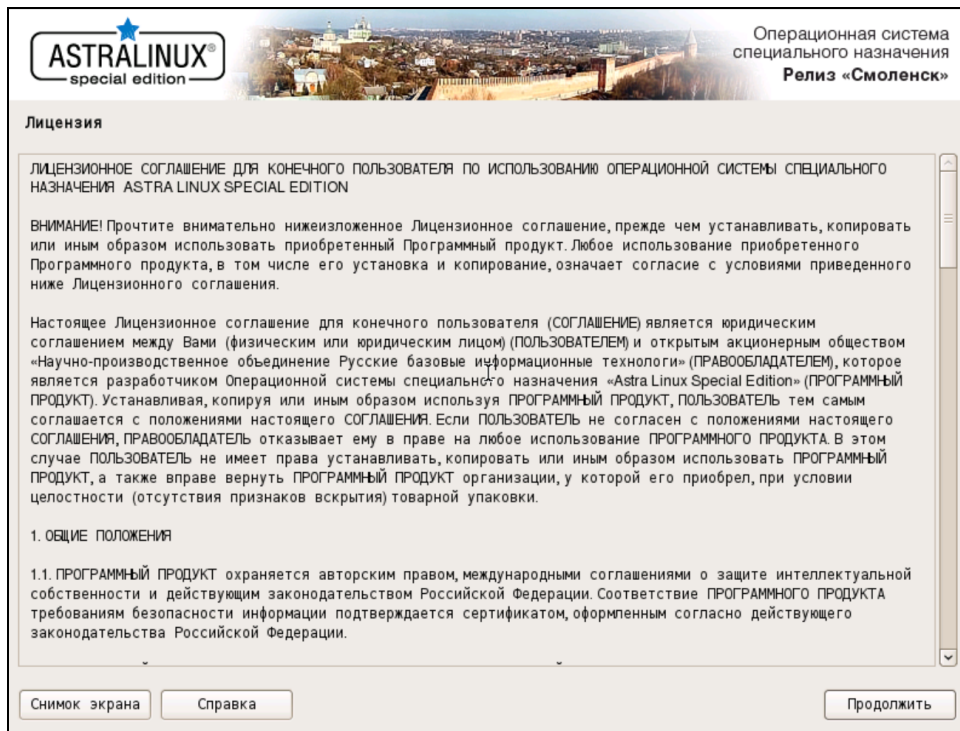 ASTRALINUX®
special edition
Операционная система
специального назначения
Релиз «Смоленск»
Лицензия
ЛИЦЕНЗИОННОЕ СОГЛАШЕНИЕ ДЛЯ КОНЕЧНОГО ПОЛЬЗОВАТЕЛЯ ПО ИСПОЛЬЗОВАНИЮ ОПЕРАЦИОННОЙ СИСТЕМЫ СПЕЦИАЛЬНОГО
НАЗНАЧЕНИЯ ASTRA LINUX SPECIAL EDITION
ВНИМАНИЕ! Прочтите внимательно нижеизложенное Лицензионное соглашение, прежде чем устанавливать, копировать
или иным образом использовать приобретенный Программный продукт. Любое использование приобретенного
Программного продукта, в том числе его установка и копирование, означает согласие с условиями приведенного
ниже Лицензионного соглашения.
Настоящее Лицензионное соглашение для конечного пользователя (СОГЛАШЕНИЕ) является юридическим
соглашением между Вами (физическим или юридическим лицом) (ПОЛЬЗОВАТЕЛЕМ) и открытым акционерным обществом
«Научно-производственное объединение Русские базовые информационные технологи» (ПРАВООБЛАДАТЕЛЕМ), которое
является разработчиком Операционной системы специального назначения «Astra Linux Special Edition» (ПРОГРАММНЫЙ
ПРОДУКТ). Устанавливая, копируя или иным образом используя ПРОГРАММНЫЙ ПРОДУКТ, ПОЛЬЗОВАТЕЛЬ тем самым
соглашается с положениями настоящего СОГЛАШЕНИЯ. Если ПОЛЬЗОВАТЕЛЬ не согласен с положениями настоящего
СОГЛАШЕНИЯ, ПРАВООБЛАДАТЕЛЬ отказывает ему в праве на любое использование ПРОГРАММНОГО ПРОДУКТА. В этом
случае ПОЛЬЗОВАТЕЛЬ не имеет права устанавливать, копировать или иным образом использовать ПРОГРАММНЫЙ
ПРОДУКТ, а также вправе вернуть ПРОГРАММНЫЙ ПРОДУКТ организации, у которой его приобрел, при условии
целостности (отсутствия признаков вскрытия) товарной упаковки.
1. ОБЩИЕ ПОЛОЖЕНИЯ
1.1. ПРОГРАММНЫЙ ПРОДУКТ охраняется авторским правом, международными соглашениями о защите интеллектуальной
собственности и действующим законодательством Российской Федерации. Соответствие ПРОГРАММНОГО ПРОДУКТА
требованиям безопасности информации подтверждается сертификатом, оформленным согласно действующего
законодательства Российской Федерации.
Снимок экрана
Справка
Продолжить